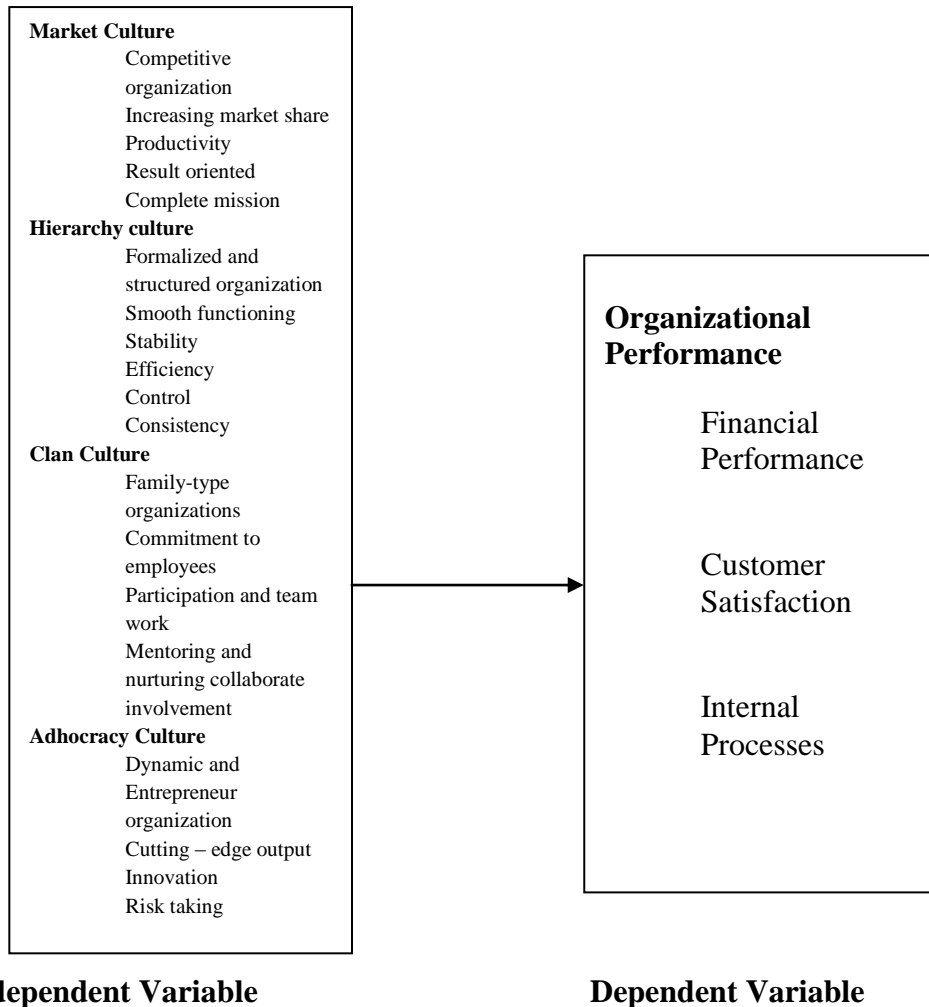 Market Culture
Competitive
organization
Increasing market share
Productivity
Result oriented
Complete mission
Hierarchy culture
Formalized and
structured organization
Smooth functioning
Stability
Efficiency
Control
Consistency
Clan Culture
Family-type
organizations
Commitment to
employees
Participation and team
work
Mentoring and
nurturing collaborate
involvement
Adhocracy Culture
Dynamic and
Entrepreneur
organization
Cutting – edge output
Innovation
Risk taking
Organizational
Performance
Financial
Performance
Customer
Satisfaction
Internal
Processes
dependent Variable
Dependent Variable